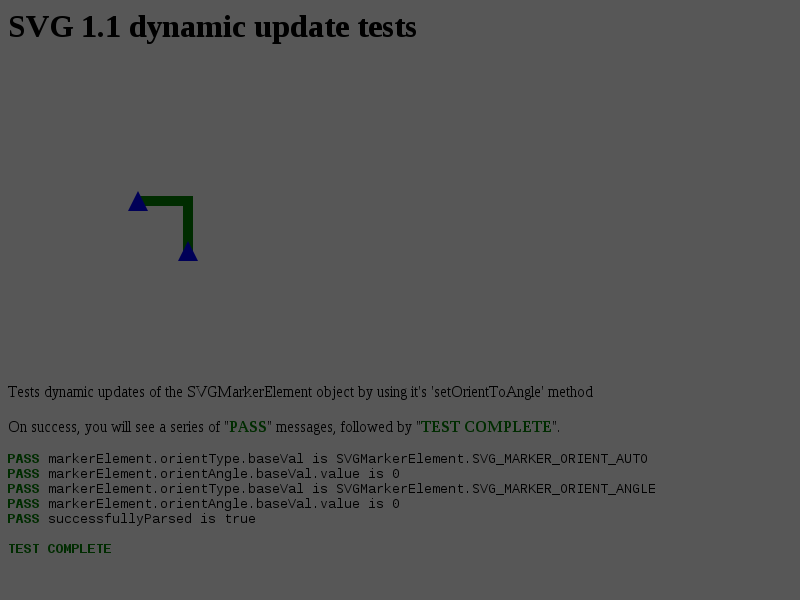 SVG 1.1 dynamic update tests
Tests dynamic updates of the SVGMarkerElement object by using it's 'setOrientToAngle' method
On success, you will see a series of "PASS" messages, followed by "TEST COMPLETE".
PASS markerElement.orientType.baseVal is SVGMarkerElement.SVG_MARKER_ORIENT_AUTO
PASS markerElement.orientAngle.baseVal.value is 0
PASS markerElement.orientType.baseVal is SVGMarkerElement.SVG_MARKER_ORIENT_ANGLE
PASS markerElement.orientAngle.baseVal.value is 0
PASS successfullyParsed is true
TEST COMPLETE